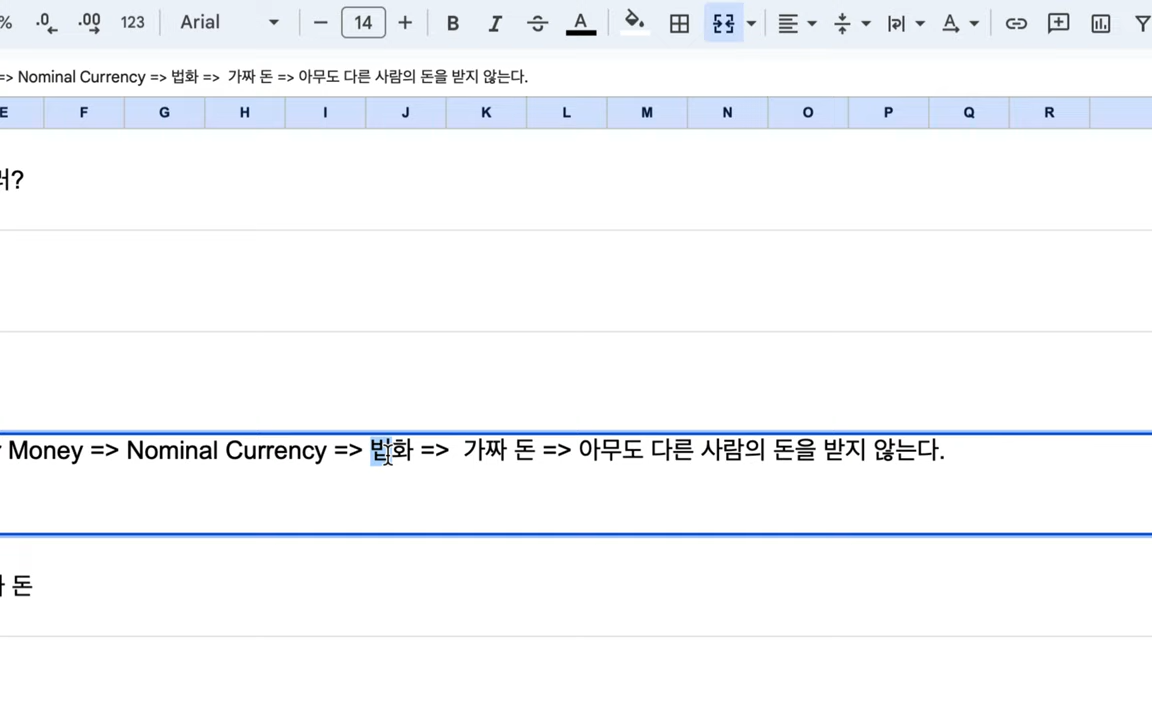 % .0 .00 123 Arial 14 B I S A A
=> Nominal Currency => 법화 => 가짜 돈 => 아무도 다른 사람의 돈을 받지 않는다.
E F G H I J K L M N O P Q R
?
Money => Nominal Currency => 법화 => 가짜 돈 => 아무도 다른 사람의 돈을 받지 않는다.
돈